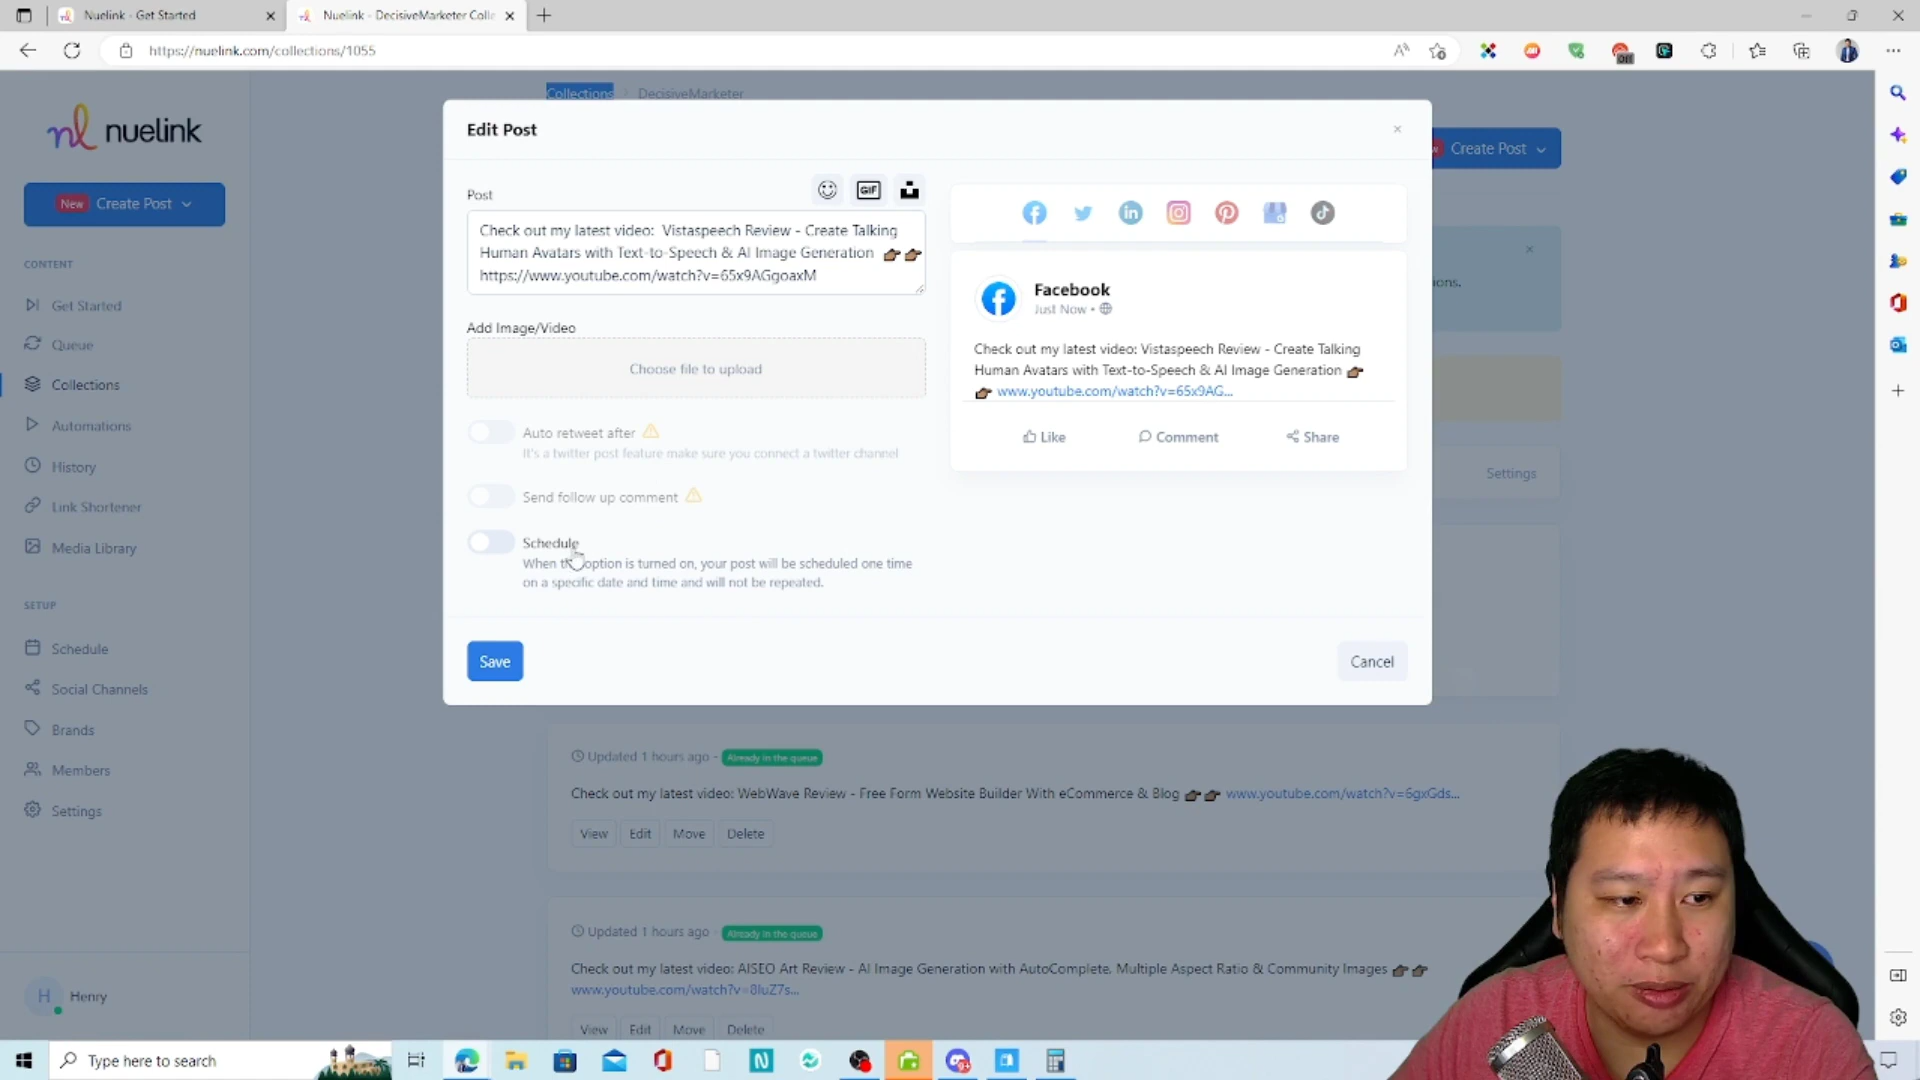 Nuelink - Get Started
Nuelink - DecisiveMarketer Colle
https://nuelink.com/collections/1055
nl nuelink
New Create Post
CONTENT
Get Started
Queue
Collections
Automations
History
Link Shortener
Media Library
SETUP
Schedule
Social Channels
Brands
Members
Settings
H Henry
Collections DecisiveMarketer
Create Post
ions.
Settings
Edit Post
Post
GIF
Check out my latest video:  Vistaspeech Review - Create Talking
Human Avatars with Text-to-Speech & AI Image Generation 👉🏾👉🏾
https://www.youtube.com/watch?v=65x9AGgoaxM
Add Image/Video
Choose file to upload
Auto retweet after
It's a twitter post feature make sure you connect a twitter channel
Send follow up comment
Schedule
When th option is turned on, your post will be scheduled one time
on a specific date and time and will not be repeated.
Save
Cancel
Facebook
Just Now •
Check out my latest video: Vistaspeech Review - Create Talking
Human Avatars with Text-to-Speech & AI Image Generation 👉🏾
👉🏾 www.youtube.com/watch?v=65x9AG...
Like
Comment
Share
Updated 1 hours ago - Already in the queue
Check out my latest video: WebWave Review - Free Form Website Builder With eCommerce & Blog 👉🏾👉🏾 www.youtube.com/watch?v=6gxGds...
View Edit Move Delete
Updated 1 hours ago - Already in the queue
Check out my latest video: AISEO Art Review - AI Image Generation with AutoComplete, Multiple Aspect Ratio & Community Images 👉🏾👉🏾
www.youtube.com/watch?v=8luZ7s...
View Edit Move Delete
Type here to search